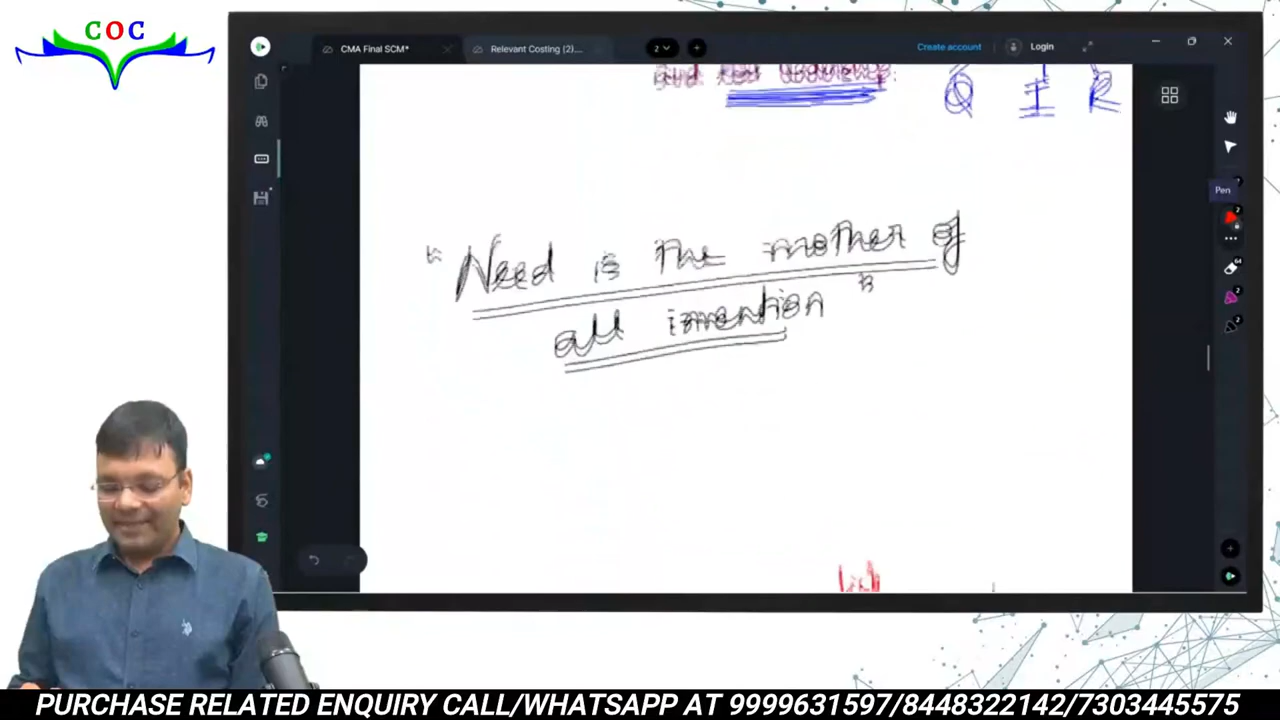 COC
CMA Final SCM*
Relevant Costing (2)....
2
Create account
Login
Q I R
Pen
"Need is the mother of
all invention"
PURCHASE RELATED ENQUIRY CALL/WHATSAPP AT 9999631597/8448322142/7303445575